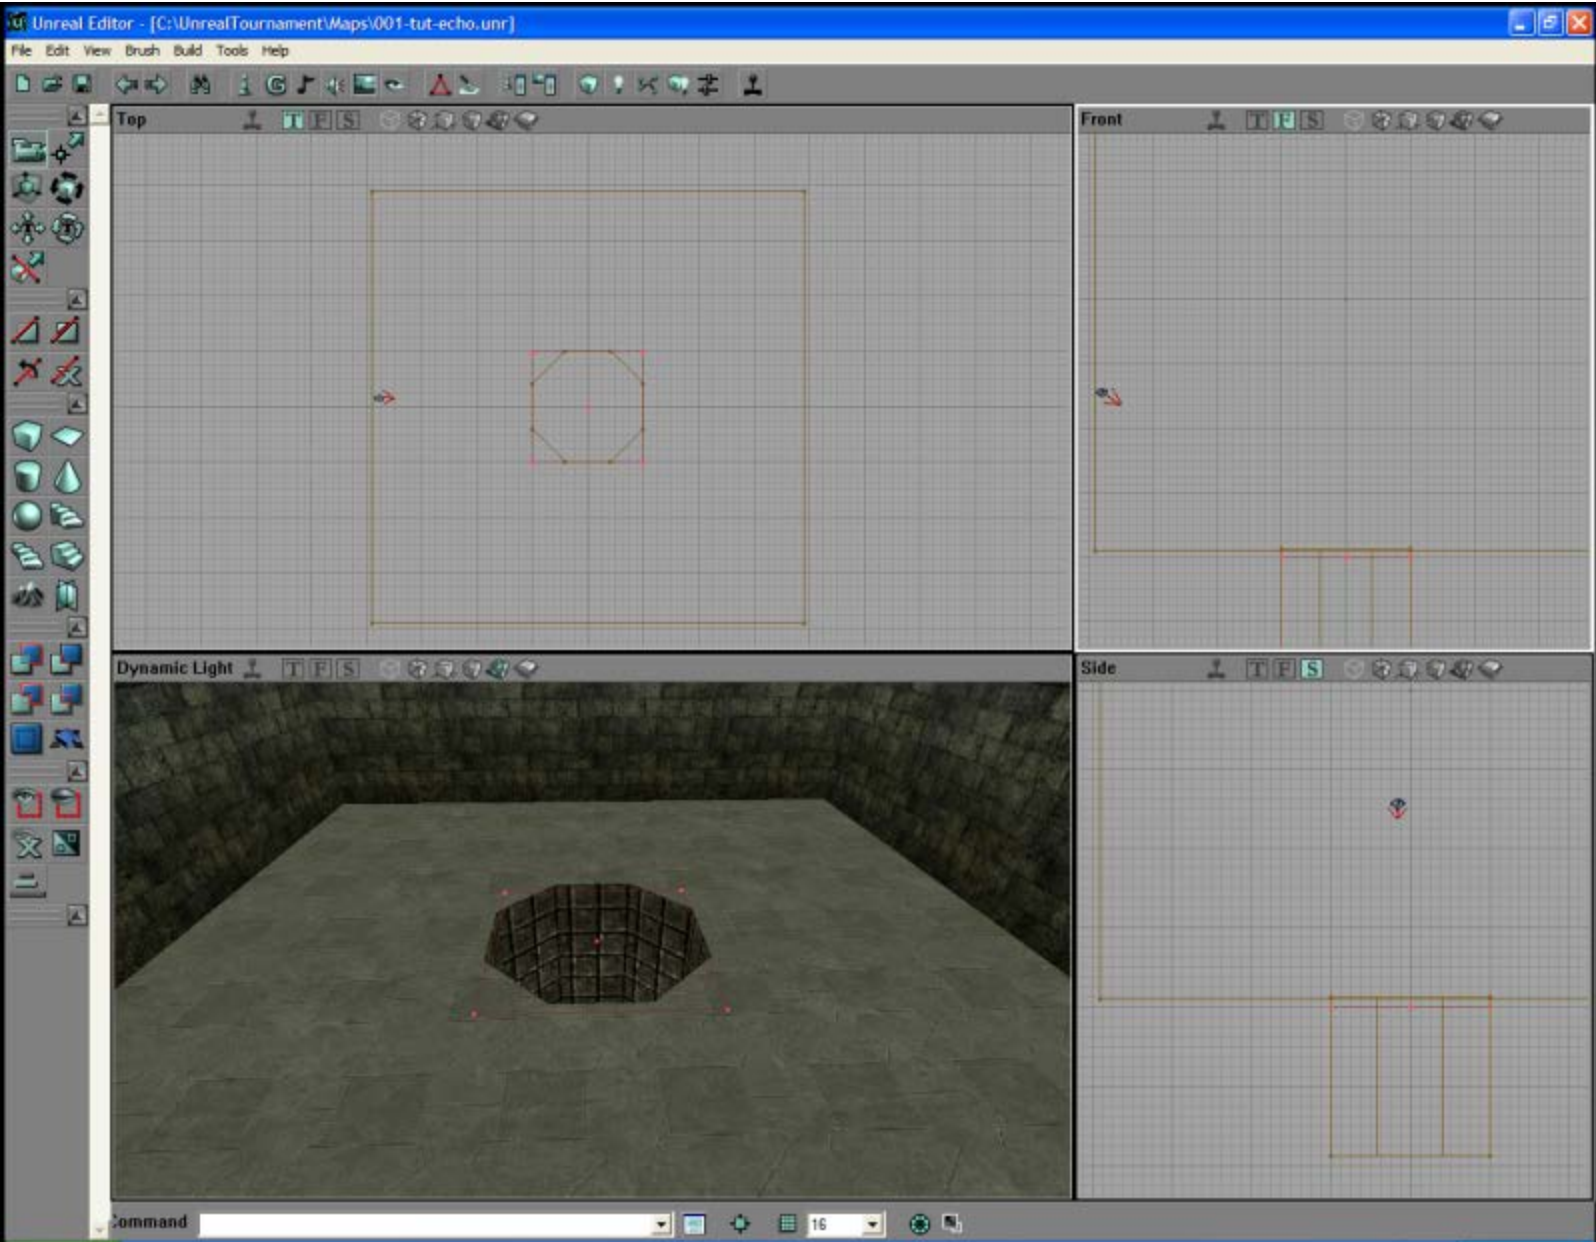 Unreal Editor - [C:\UnrealTournament\Maps\001-tut-echo.unr]
File Edit View Brush Build Tools Help
Top T F S
Front T F S
Dynamic Light T F S
Side T F S
Command 16